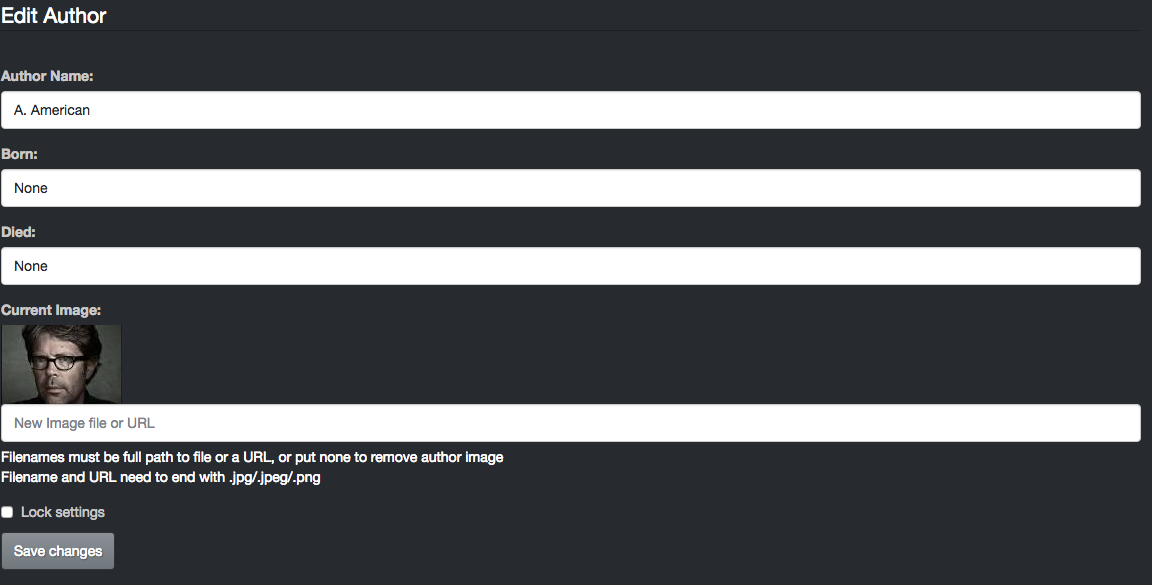 Edit Author
Author Name:
A. American
Born:
None
Died:
None
Current Image:
New Image file or URL
Filenames must be full path to file or a URL, or put none to remove author image
Filename and URL need to end with .jpg/.jpeg/.png
Lock settings
Save changes